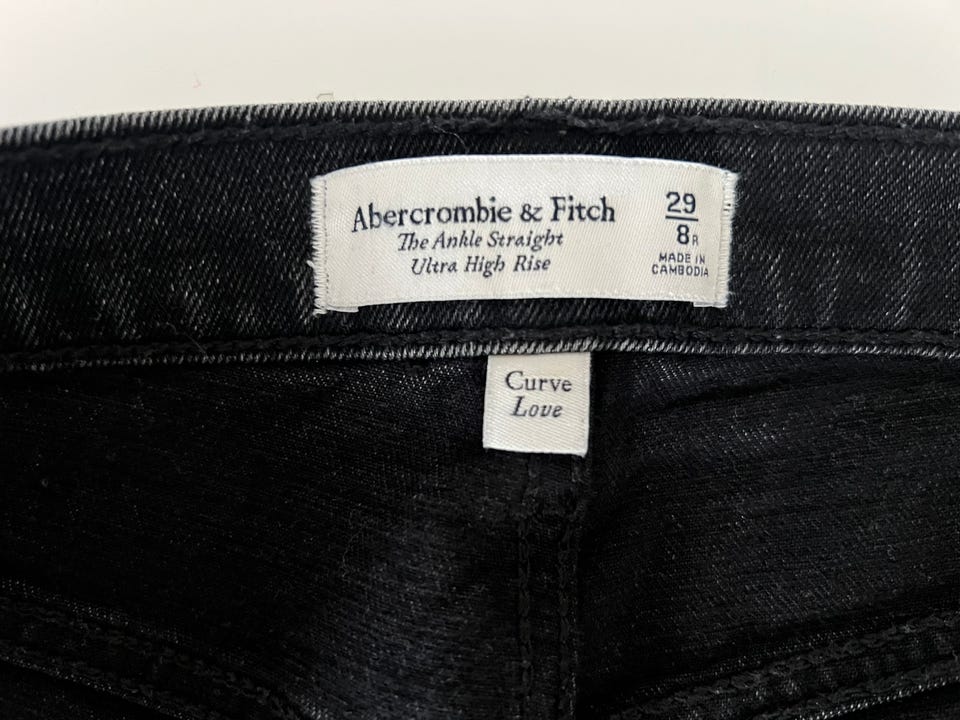 Abercrombie & Fitch
The Ankle Straight
Ultra High Rise
29
8R
MADE IN
CAMBODIA
Curve
Love